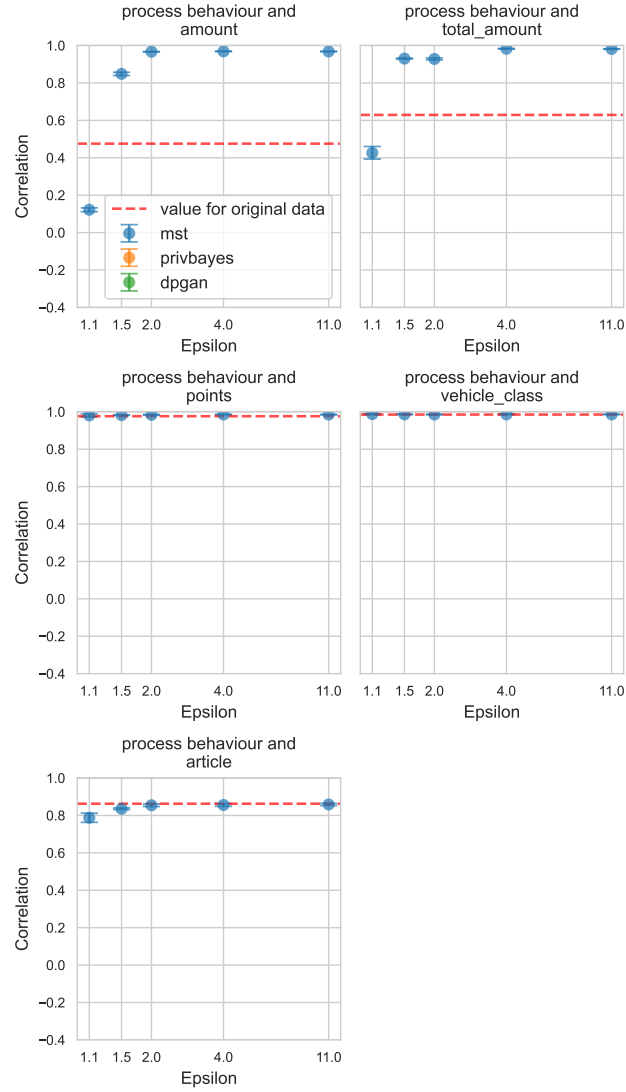 process behaviour and
amount
Correlation
1.0
0.8
0.6
0.4
0.2
0.0
−0.2
−0.4
value for original data
mst
privbayes
dpgan
1.1 1.5 2.0 4.0 11.0
Epsilon
process behaviour and
total_amount
1.1 1.5 2.0 4.0 11.0
Epsilon
process behaviour and
points
Correlation
1.0
0.8
0.6
0.4
0.2
0.0
−0.2
−0.4
1.1 1.5 2.0 4.0 11.0
Epsilon
process behaviour and
vehicle_class
1.1 1.5 2.0 4.0 11.0
Epsilon
process behaviour and
article
Correlation
1.0
0.8
0.6
0.4
0.2
0.0
−0.2
−0.4
1.1 1.5 2.0 4.0 11.0
Epsilon